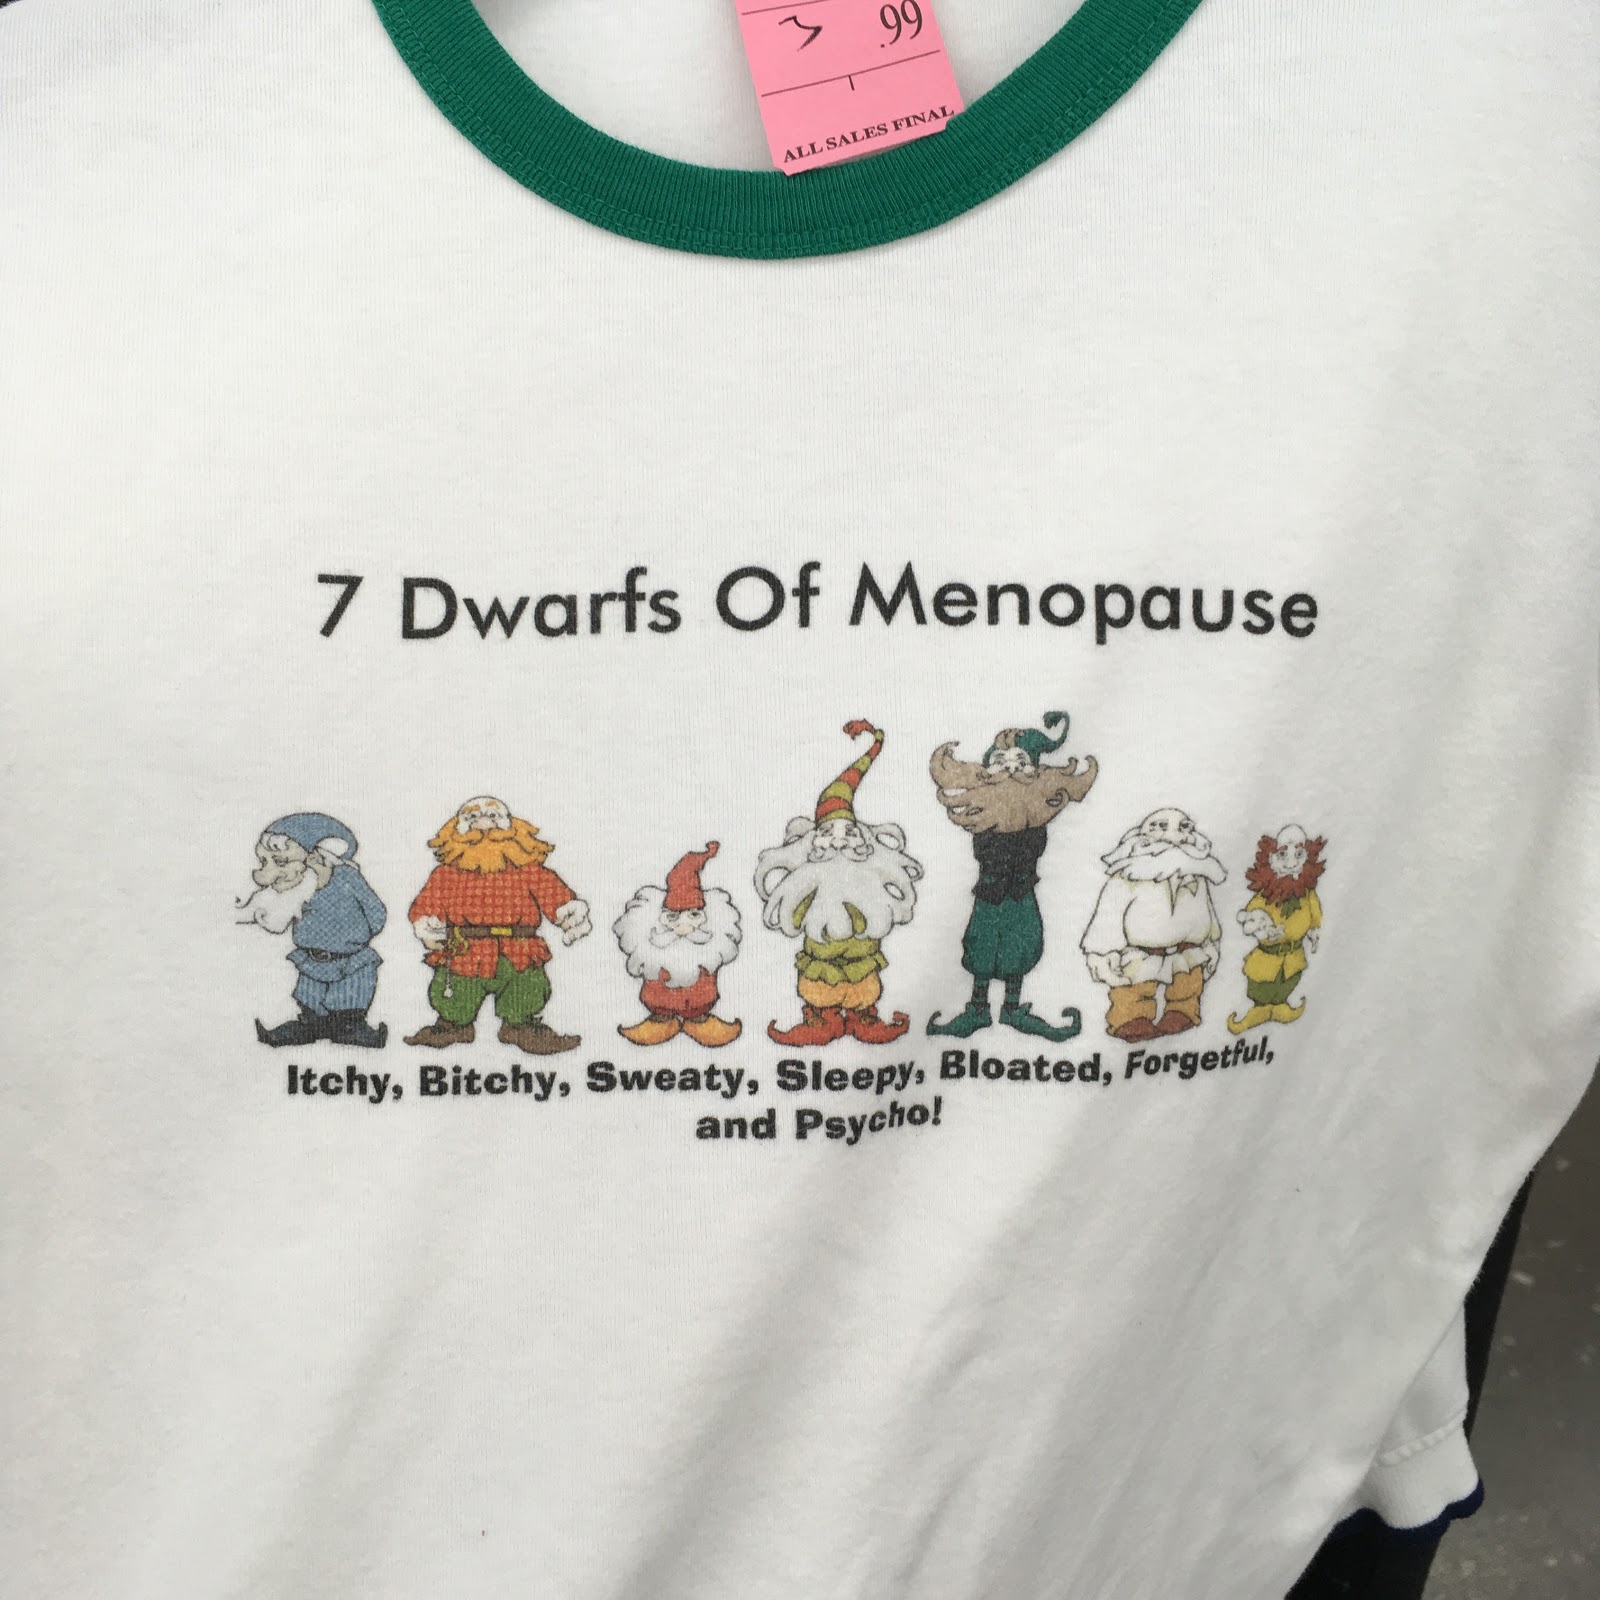 3 .99
ALL SALES FINAL
7 Dwarfs Of Menopause
Itchy, Bitchy, Sweaty, Sleepy, Bloated, Forgetful,
and Psycho!